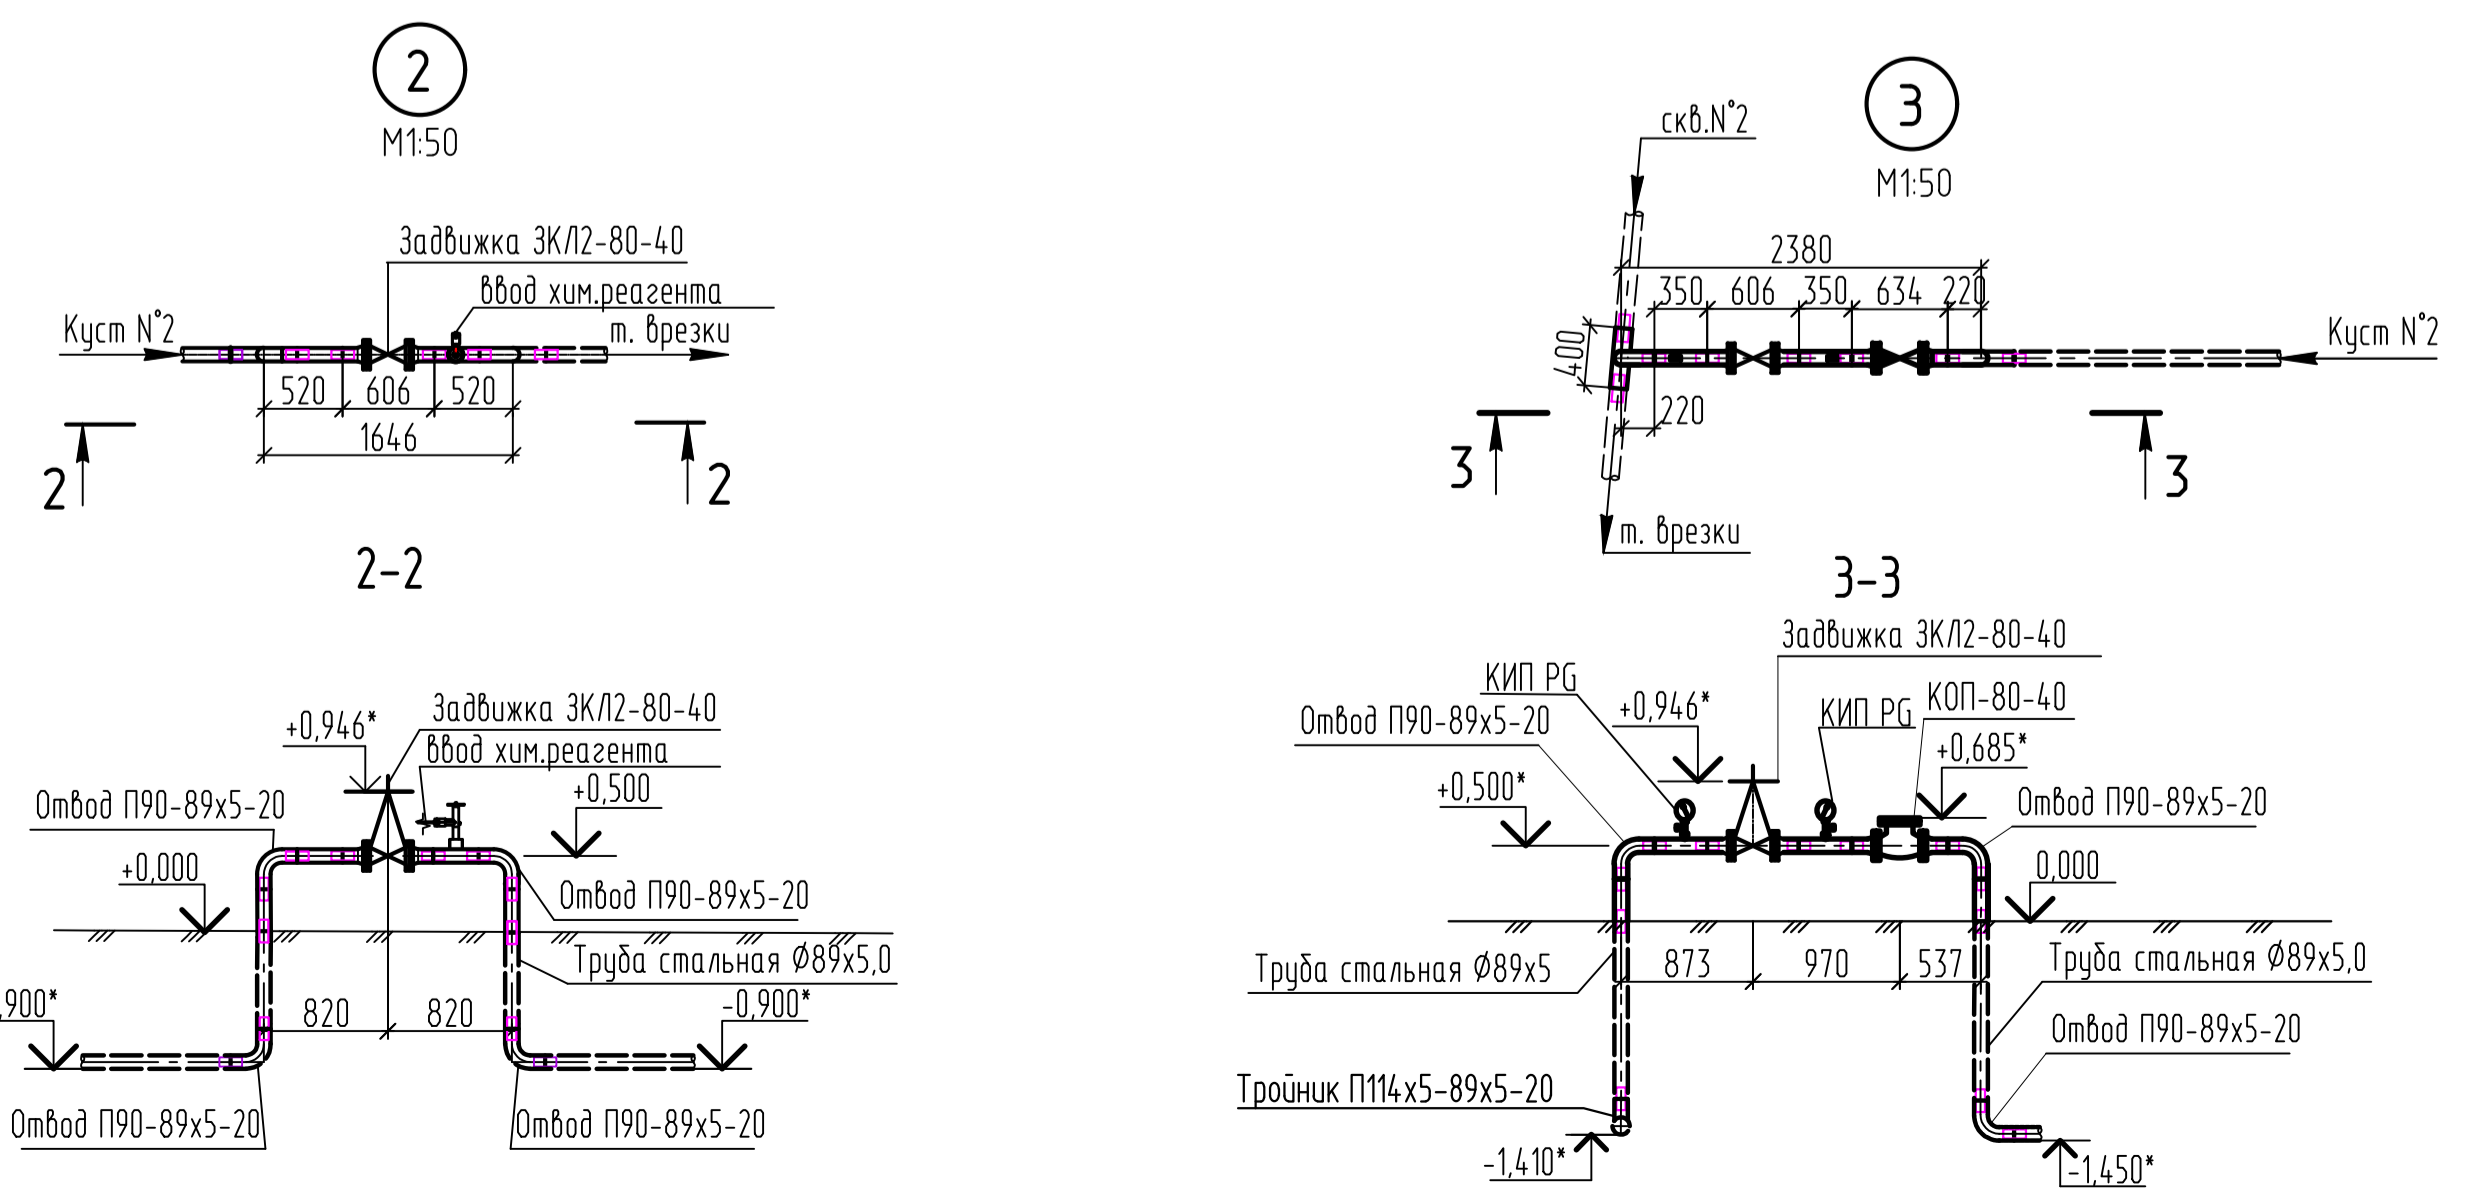 2
М1:50
Задвижка ЗКЛ2-80-40
ввод хим.реагента
Куст N°2
т. врезки
520 606 520
1646
2 2
2-2
Задвижка ЗКЛ2-80-40
+0,946*
ввод хим.реагента
+0,500
Отвод П90-89х5-20
+0,000
Отвод П90-89х5-20
Труба стальная Ø89х5,0
,900*
820 820
-0,900*
Отвод П90-89х5-20
Отвод П90-89х5-20
3
М1:50
скв.N°2
2380
350 606 350 634 220
400
Куст N°2
220
3 3
т. врезки
3-3
Задвижка ЗКЛ2-80-40
КИП PG
КОП-80-40
+0,946*
КИП PG
Отвод П90-89х5-20
+0,685*
+0,500*
Отвод П90-89х5-20
0,000
Труба стальная Ø89х5
873 970 537
Труба стальная Ø89х5,0
Отвод П90-89х5-20
Тройник П114х5-89х5-20
-1,410*
-1,450*